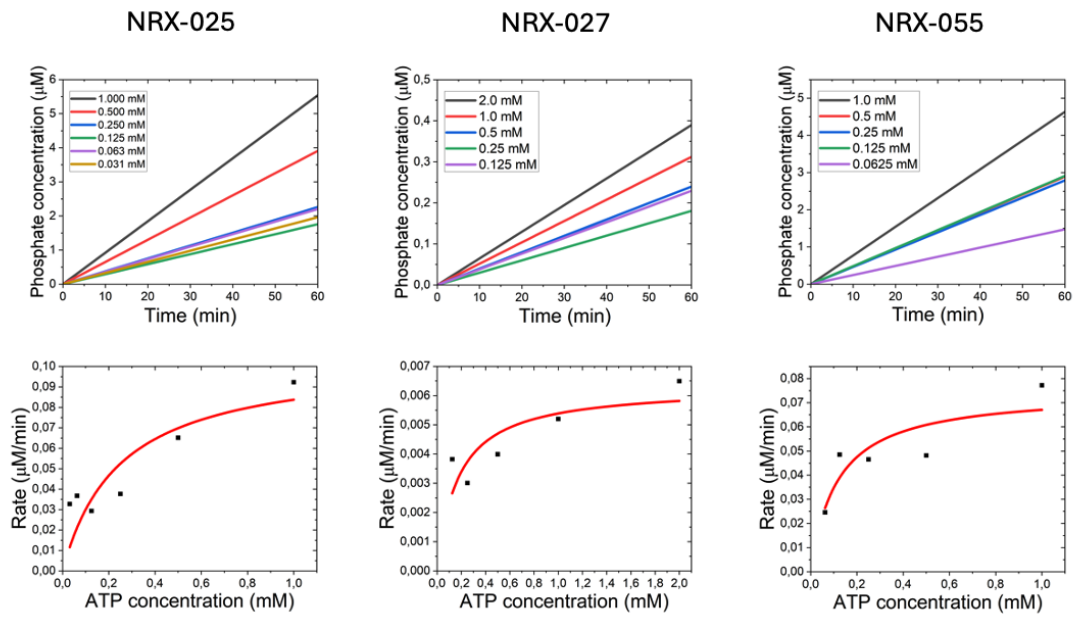 NRX-025
NRX-027
NRX-055
Phosphate concentration (μM)
6
5
4
3
2
1
0
1.000 mM
0.500 mM
0.250 mM
0.125 mM
0.063 mM
0.031 mM
0
10
20
30
40
50
60
Time (min)
Phosphate concentration (μM)
0,5
0,4
0,3
0,2
0,1
0,0
2.0 mM
1.0 mM
0.5 mM
0.25 mM
0.125 mM
0
10
20
30
40
50
60
Time (min)
Phosphate concentration (μM)
5
4
3
2
1
0
1.0 mM
0.5 mM
0.25 mM
0.125 mM
0.0625 mM
0
10
20
30
40
50
60
Time (min)
Rate (μM/min)
0,10
0,09
0,08
0,07
0,06
0,05
0,04
0,03
0,02
0,01
0,00
0,0
0,2
0,4
0,6
0,8
1,0
ATP concentration (mM)
Rate (μM/min)
0,007
0,006
0,005
0,004
0,003
0,002
0,001
0,000
0,0
0,2
0,4
0,6
0,8
1,0
1,2
1,4
1,6
1,8
2,0
ATP concentration (mM)
Rate (μM/min)
0,08
0,07
0,06
0,05
0,04
0,03
0,02
0,01
0,00
0,0
0,2
0,4
0,6
0,8
1,0
ATP concentration (mM)